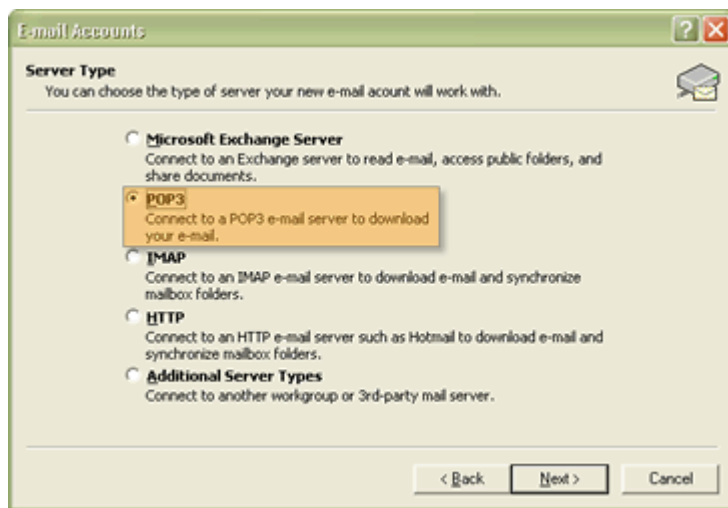 E-mail Accounts
Server Type
You can choose the type of server your new e-mail acount will work with.
Microsoft Exchange Server
Connect to an Exchange server to read e-mail, access public folders, and
share documents.
POP3
Connect to a POP3 e-mail server to download
your e-mail.
IMAP
Connect to an IMAP e-mail server to download e-mail and synchronize
mailbox folders.
HTTP
Connect to an HTTP e-mail server such as Hotmail to download e-mail and
synchronize mailbox folders.
Additional Server Types
Connect to another workgroup or 3rd-party mail server.
< Back Next > Cancel